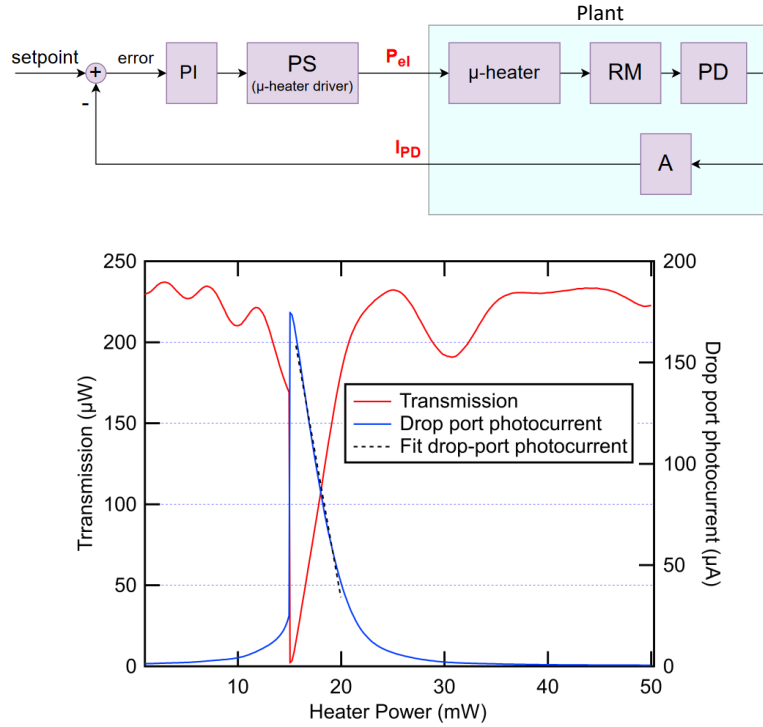 Plant
setpoint
+
-
error
PI
PS
(μ-heater driver)
P_el
μ-heater
RM
PD
I_PD
A
250
200
150
100
50
0
Trransmission (μW)
200
150
100
50
0
Drop port photocurrent (μA)
Transmission
Drop port photocurrent
Fit drop-port photocurrent
10 20 30 40 50
Heater Power (mW)